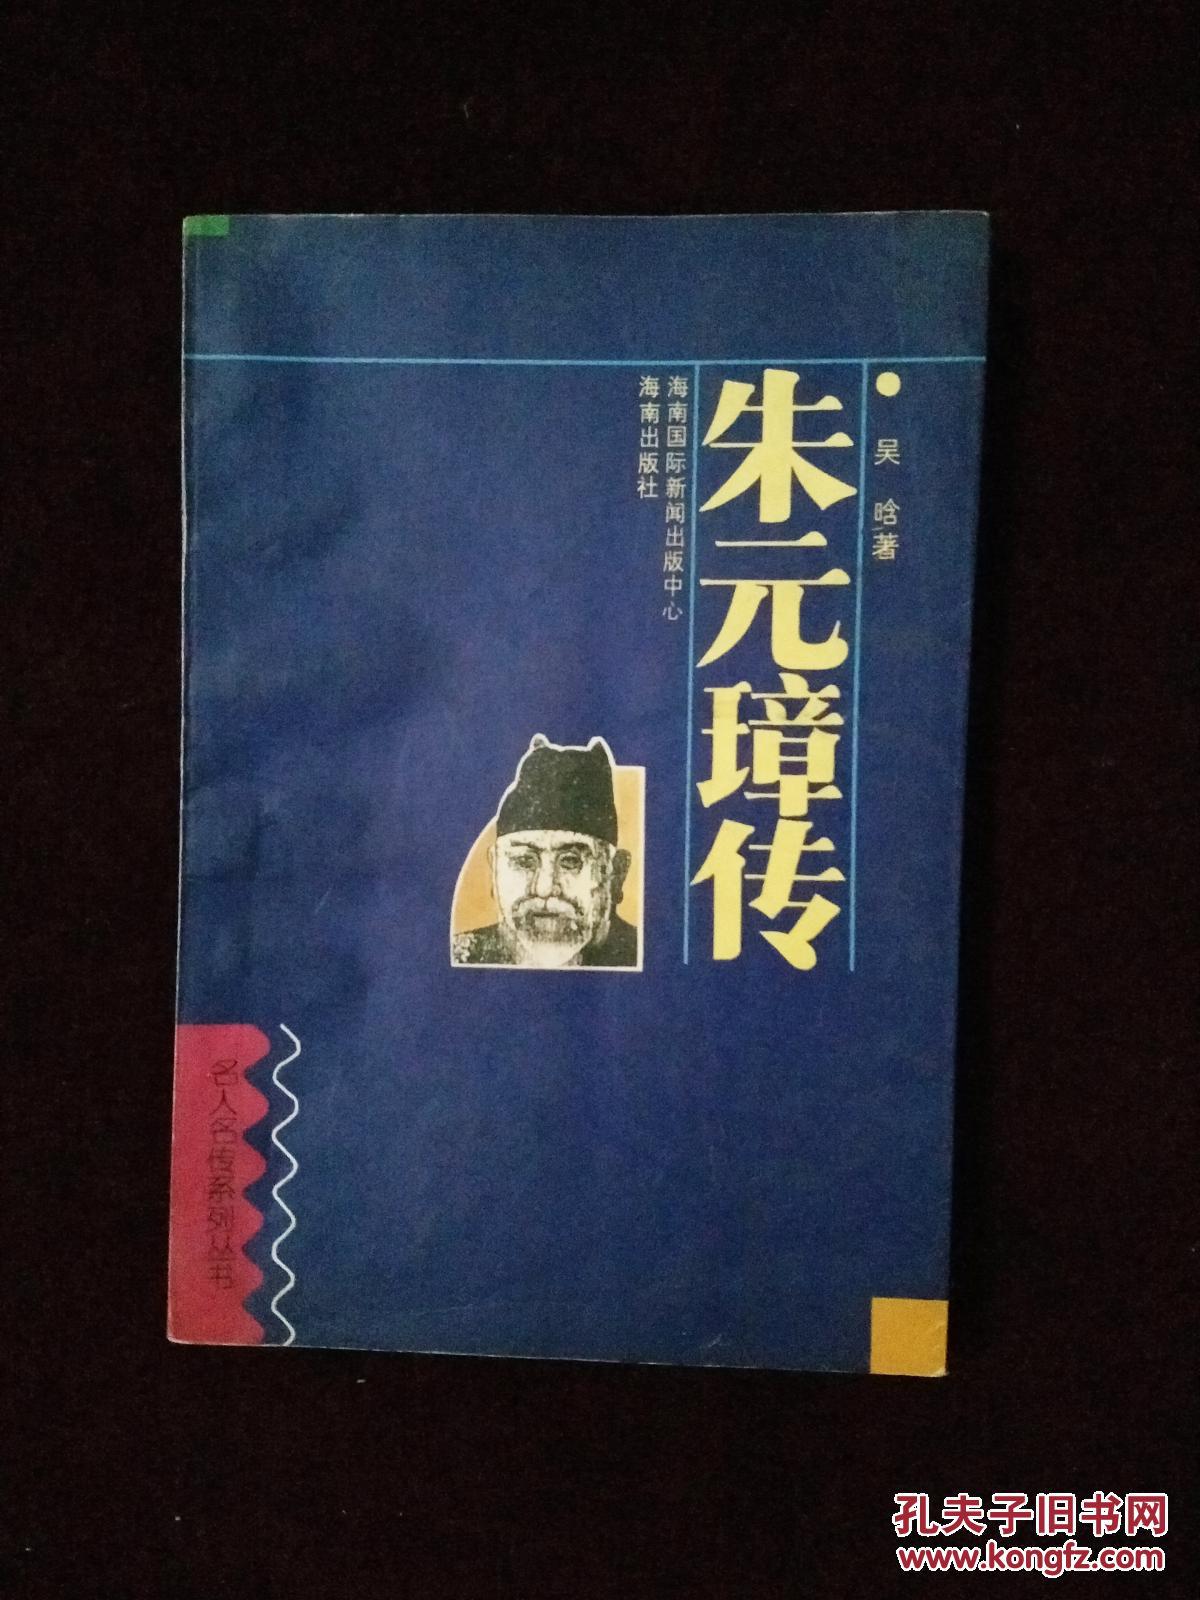 吴晗著
朱元璋传
海南国际新闻出版中心
海南出版社
名人名传系列丛书
孔夫子旧书网
www.kongfz.com